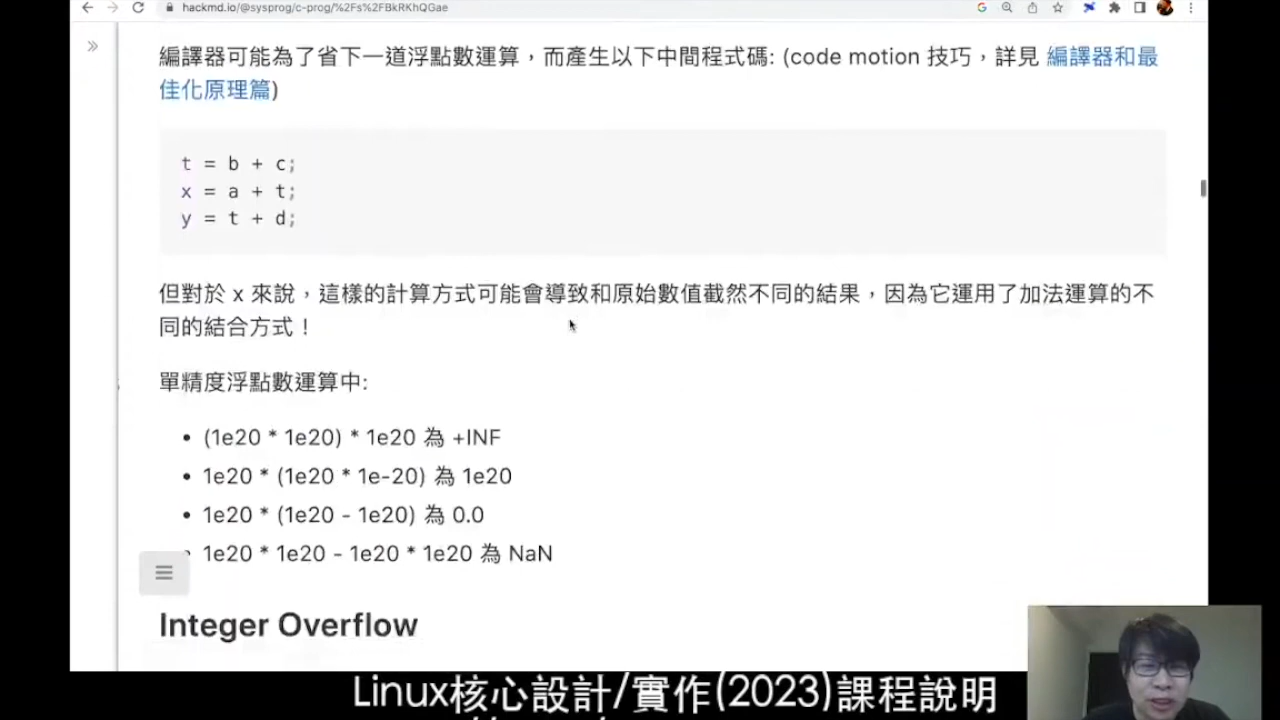 hackmd.io/@sysprog/c-prog/%2Fs%2FBkRKhQGae
編譯器可能為了省下一道浮點數運算，而產生以下中間程式碼: (code motion 技巧，詳見 編譯器和最
佳化原理篇)
t = b + c;
x = a + t;
y = t + d;
但對於 x 來說，這樣的計算方式可能會導致和原始數值截然不同的結果，因為它運用了加法運算的不
同的結合方式！
單精度浮點數運算中:
• (1e20 * 1e20) * 1e20 為 +INF
• 1e20 * (1e20 * 1e-20) 為 1e20
• 1e20 * (1e20 - 1e20) 為 0.0
• 1e20 * 1e20 - 1e20 * 1e20 為 NaN
Integer Overflow
Linux核心設計/實作(2023)課程說明